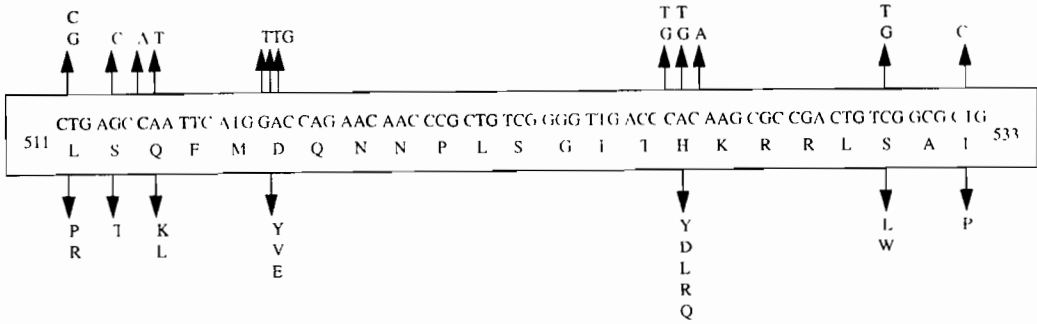 C T T T
G C A T TTG G G A G C
CTG AGC CAA TTC ATG GAC CAG AAC AAC CCG CTG TCG GGG TTG ACC CAC AAG CGC CGA CTG TCG GCG CTG
511 L S Q F M D Q N N P L S G L T H K R R L S A L 533
P T K Y Y L P
R L V D W
E L
R
Q